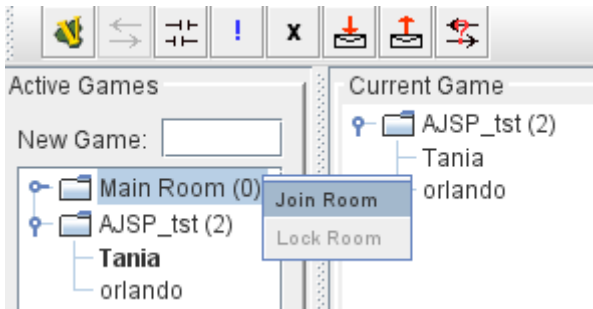 ! x ?
Active Games
New Game:
Main Room (0)
AJSP_tst (2)
Tania
orlando
Join Room
Lock Room
Current Game
AJSP_tst (2)
Tania
orlando